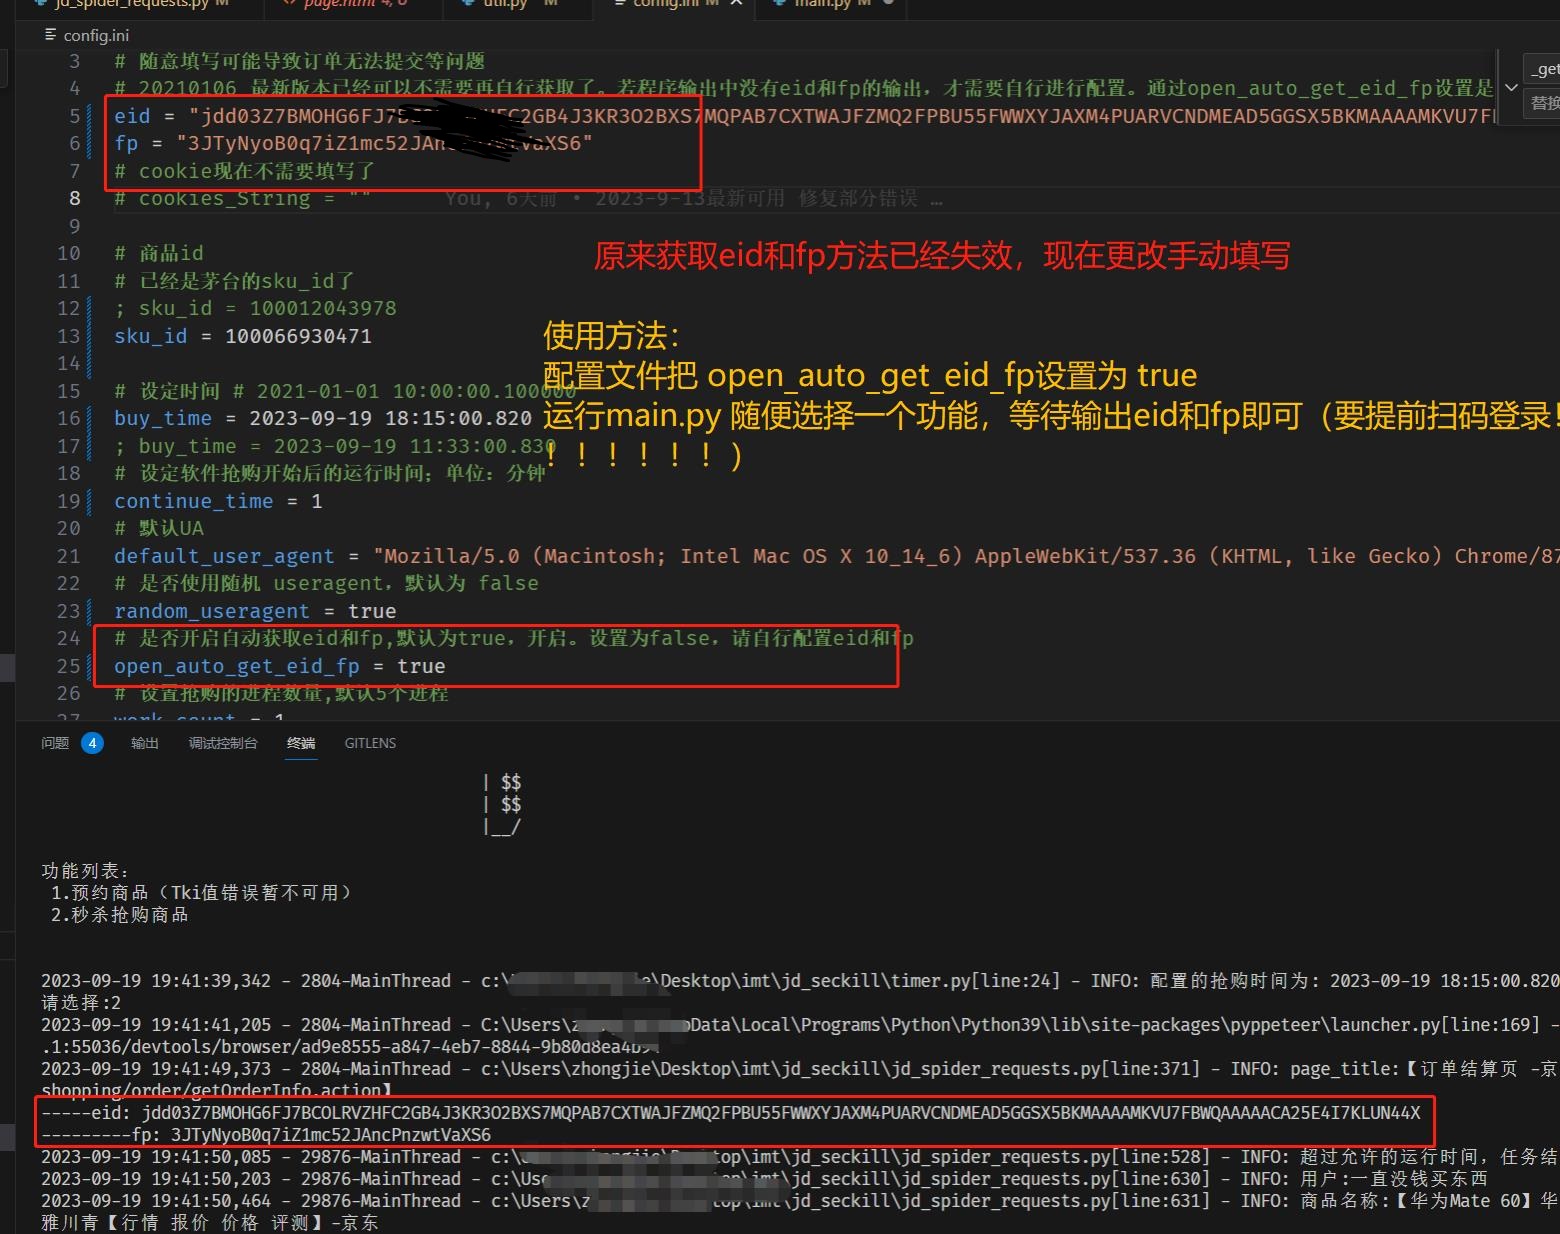 jd_spider_requests.py M
page.html 4, U
util.py M
config.ini M
main.py M
config.ini
3 # 随意填写可能导致订单无法提交等问题
4 # 20210106 最新版本已经可以不需要再自行获取了。若程序输出中没有eid和fp的输出，才需要自行进行配置。通过open_auto_get_eid_fp设置是
_get
替换
5 eid = "jdd03Z7BMOHG6FJ7 C2GB4J3KR3O2BXS7MQPAB7CXTWAJFZMQ2FPBU55FWWXYJAXM4PUARVCNDMEAD5GGSX5BKMAAAAMKVU7F
6 fp = "3JTyNyoB0q7iZ1mc52JAn VaXS6"
7 # cookie现在不需要填写了
8 # cookies_String = "" You, 6天前 • 2023-9-13最新可用 修复部分错误 …
9
10 # 商品id
原来获取eid和fp方法已经失效，现在更改手动填写
11 # 已经是茅台的sku_id了
12 ; sku_id = 100012043978
13 sku_id = 100066930471
使用方法：
14
配置文件把 open_auto_get_eid_fp设置为 true
15 # 设定时间 # 2021-01-01 10:00:00.100000
16 buy_time = 2023-09-19 18:15:00.820
运行main.py 随便选择一个功能，等待输出eid和fp即可（要提前扫码登录！
17 ; buy_time = 2023-09-19 11:33:00.830
！！！！！！）
18 # 设定软件抢购开始后的运行时间；单位：分钟
19 continue_time = 1
20 # 默认UA
21 default_user_agent = "Mozilla/5.0 (Macintosh; Intel Mac OS X 10_14_6) AppleWebKit/537.36 (KHTML, like Gecko) Chrome/87
22 # 是否使用随机 useragent，默认为 false
23 random_useragent = true
24 # 是否开启自动获取eid和fp,默认为true，开启。设置为false，请自行配置eid和fp
25 open_auto_get_eid_fp = true
26 # 设置抢购的进程数量,默认5个进程
27 work_count = 1
问题 4 输出 调试控制台 终端 GITLENS
| $$
| $$
|__/
功能列表：
1.预约商品（Tki值错误暂不可用）
2.秒杀抢购商品
2023-09-19 19:41:39,342 - 2804-MainThread - c:\ e\Desktop\imt\jd_seckill\timer.py[line:24] - INFO: 配置的抢购时间为: 2023-09-19 18:15:00.820
请选择:2
2023-09-19 19:41:41,205 - 2804-MainThread - C:\Users\z pData\Local\Programs\Python\Python39\lib\site-packages\pyppeteer\launcher.py[line:169] -
.1:55036/devtools/browser/ad9e8555-a847-4eb7-8844-9b80d8ea4b9
2023-09-19 19:41:49,373 - 2804-MainThread - c:\Users\zhongjie\Desktop\imt\jd_seckill\jd_spider_requests.py[line:371] - INFO: page_title:【订单结算页 -京
shopping/order/getOrderInfo.action】
-----eid: jdd03Z7BMOHG6FJ7BCOLRVZHFC2GB4J3KR3O2BXS7MQPAB7CXTWAJFZMQ2FPBU55FWWXYJAXM4PUARVCNDMEAD5GGSX5BKMAAAAMKVU7FBWQAAAAACA25E4I7KLUN44X
---------fp: 3JTyNyoB0q7iZ1mc52JAncPnzwtVaXS6
2023-09-19 19:41:50,085 - 29876-MainThread - c:\ top\imt\jd_seckill\jd_spider_requests.py[line:528] - INFO: 超过允许的运行时间，任务结
2023-09-19 19:41:50,203 - 29876-MainThread - c:\Use top\imt\jd_seckill\jd_spider_requests.py[line:630] - INFO: 用户:一直没钱买东西
2023-09-19 19:41:50,464 - 29876-MainThread - c:\Users\z top\imt\jd_seckill\jd_spider_requests.py[line:631] - INFO: 商品名称:【华为Mate 60】华
雅川青【行情 报价 价格 评测】-京东